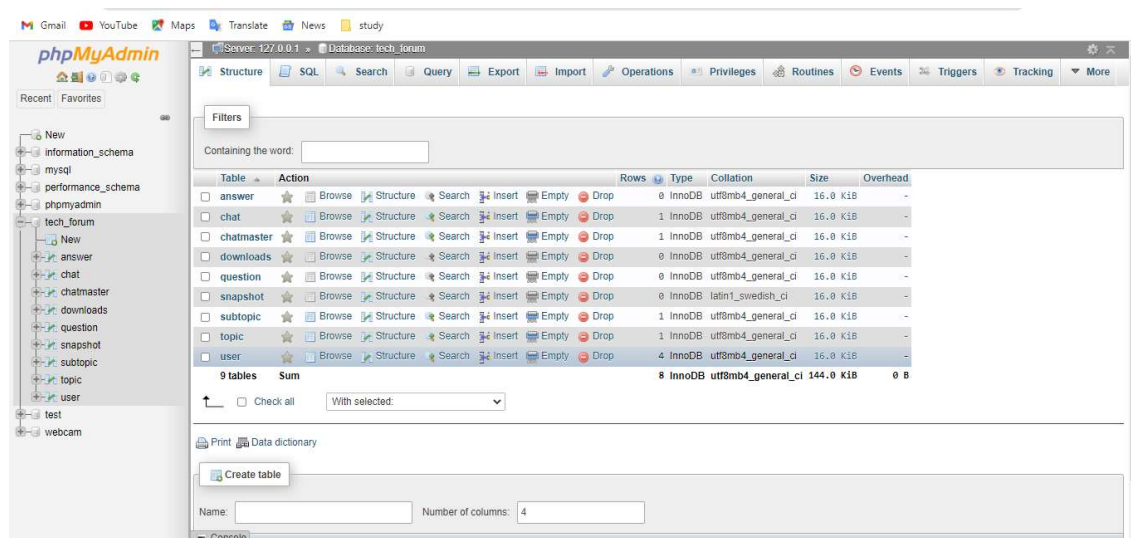 Gmail YouTube Maps Translate News study
phpMyAdmin
Recent Favorites
New
information_schema
mysql
performance_schema
phpmyadmin
tech_forum
New
answer
chat
chatmaster
downloads
question
snapshot
subtopic
topic
user
test
webcam
Server: 127.0.0.1 » Database: tech_forum
Structure SQL Search Query Export Import Operations Privileges Routines Events Triggers Tracking More
Filters
Containing the word:
Table Action Rows Type Collation Size Overhead
answer Browse Structure Search Insert Empty Drop 0 InnoDB utf8mb4_general_ci 16.0 KiB -
chat Browse Structure Search Insert Empty Drop 1 InnoDB utf8mb4_general_ci 16.0 KiB -
chatmaster Browse Structure Search Insert Empty Drop 1 InnoDB utf8mb4_general_ci 16.0 KiB -
downloads Browse Structure Search Insert Empty Drop 0 InnoDB utf8mb4_general_ci 16.0 KiB -
question Browse Structure Search Insert Empty Drop 0 InnoDB utf8mb4_general_ci 16.0 KiB -
snapshot Browse Structure Search Insert Empty Drop 0 InnoDB latin1_swedish_ci 16.0 KiB -
subtopic Browse Structure Search Insert Empty Drop 1 InnoDB utf8mb4_general_ci 16.0 KiB -
topic Browse Structure Search Insert Empty Drop 1 InnoDB utf8mb4_general_ci 16.0 KiB -
user Browse Structure Search Insert Empty Drop 4 InnoDB utf8mb4_general_ci 16.0 KiB -
9 tables Sum 8 InnoDB utf8mb4_general_ci 144.0 KiB 0 B
Check all With selected:
Print Data dictionary
Create table
Name: Number of columns: 4
Console